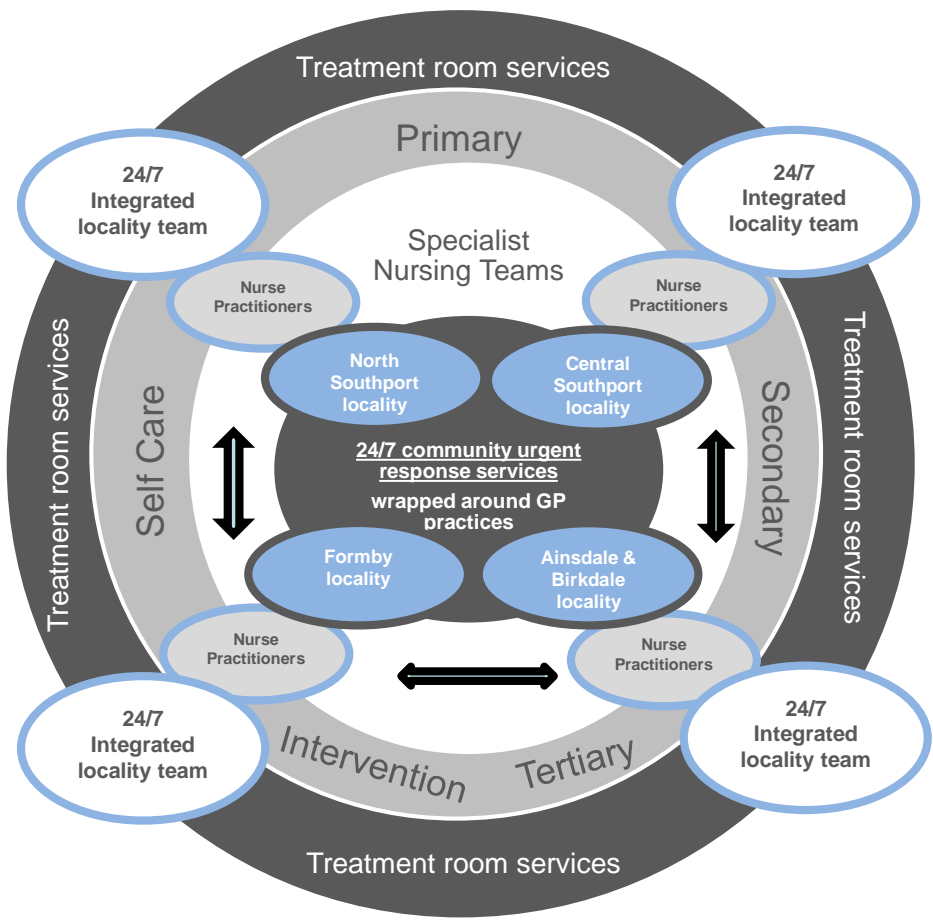 Treatment room services
Primary
24/7
Integrated
locality team
24/7
Integrated
locality team
Specialist
Nursing Teams
Nurse
Practitioners
Nurse
Practitioners
North
Southport
locality
Central
Southport
locality
Treatment room services
Self Care
Secondary
Treatment room services
24/7 community urgent
response services
wrapped around GP
practices
Formby
locality
Ainsdale &
Birkdale
locality
Nurse
Practitioners
Nurse
Practitioners
24/7
Integrated
locality team
24/7
Integrated
locality team
Intervention
Tertiary
Treatment room services